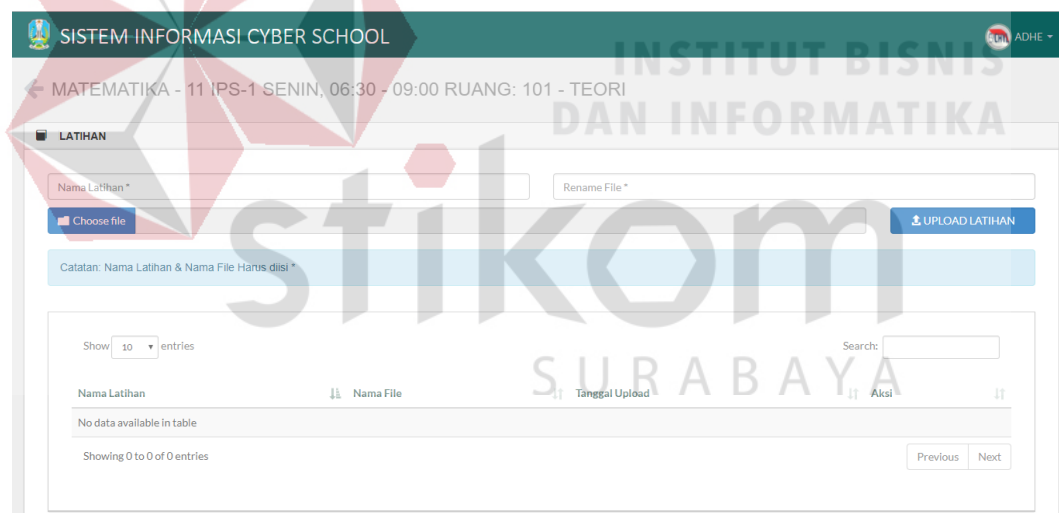 SISTEM INFORMASI CYBER SCHOOL
ADHE
INSTITUT BISNIS
MATEMATIKA - 11 IPS-1 SENIN, 06:30 - 09:00 RUANG: 101 - TEORI
DAN INFORMATIKA
LATIHAN
Nama Latihan *
Rename File *
Choose file
UPLOAD LATIHAN
stikom
Catatan: Nama Latihan & Nama File Harus diisi *
Show 10 entries
Search:
SURABAYA
Nama Latihan
Nama File
Tanggal Upload
Aksi
No data available in table
Showing 0 to 0 of 0 entries
Previous
Next